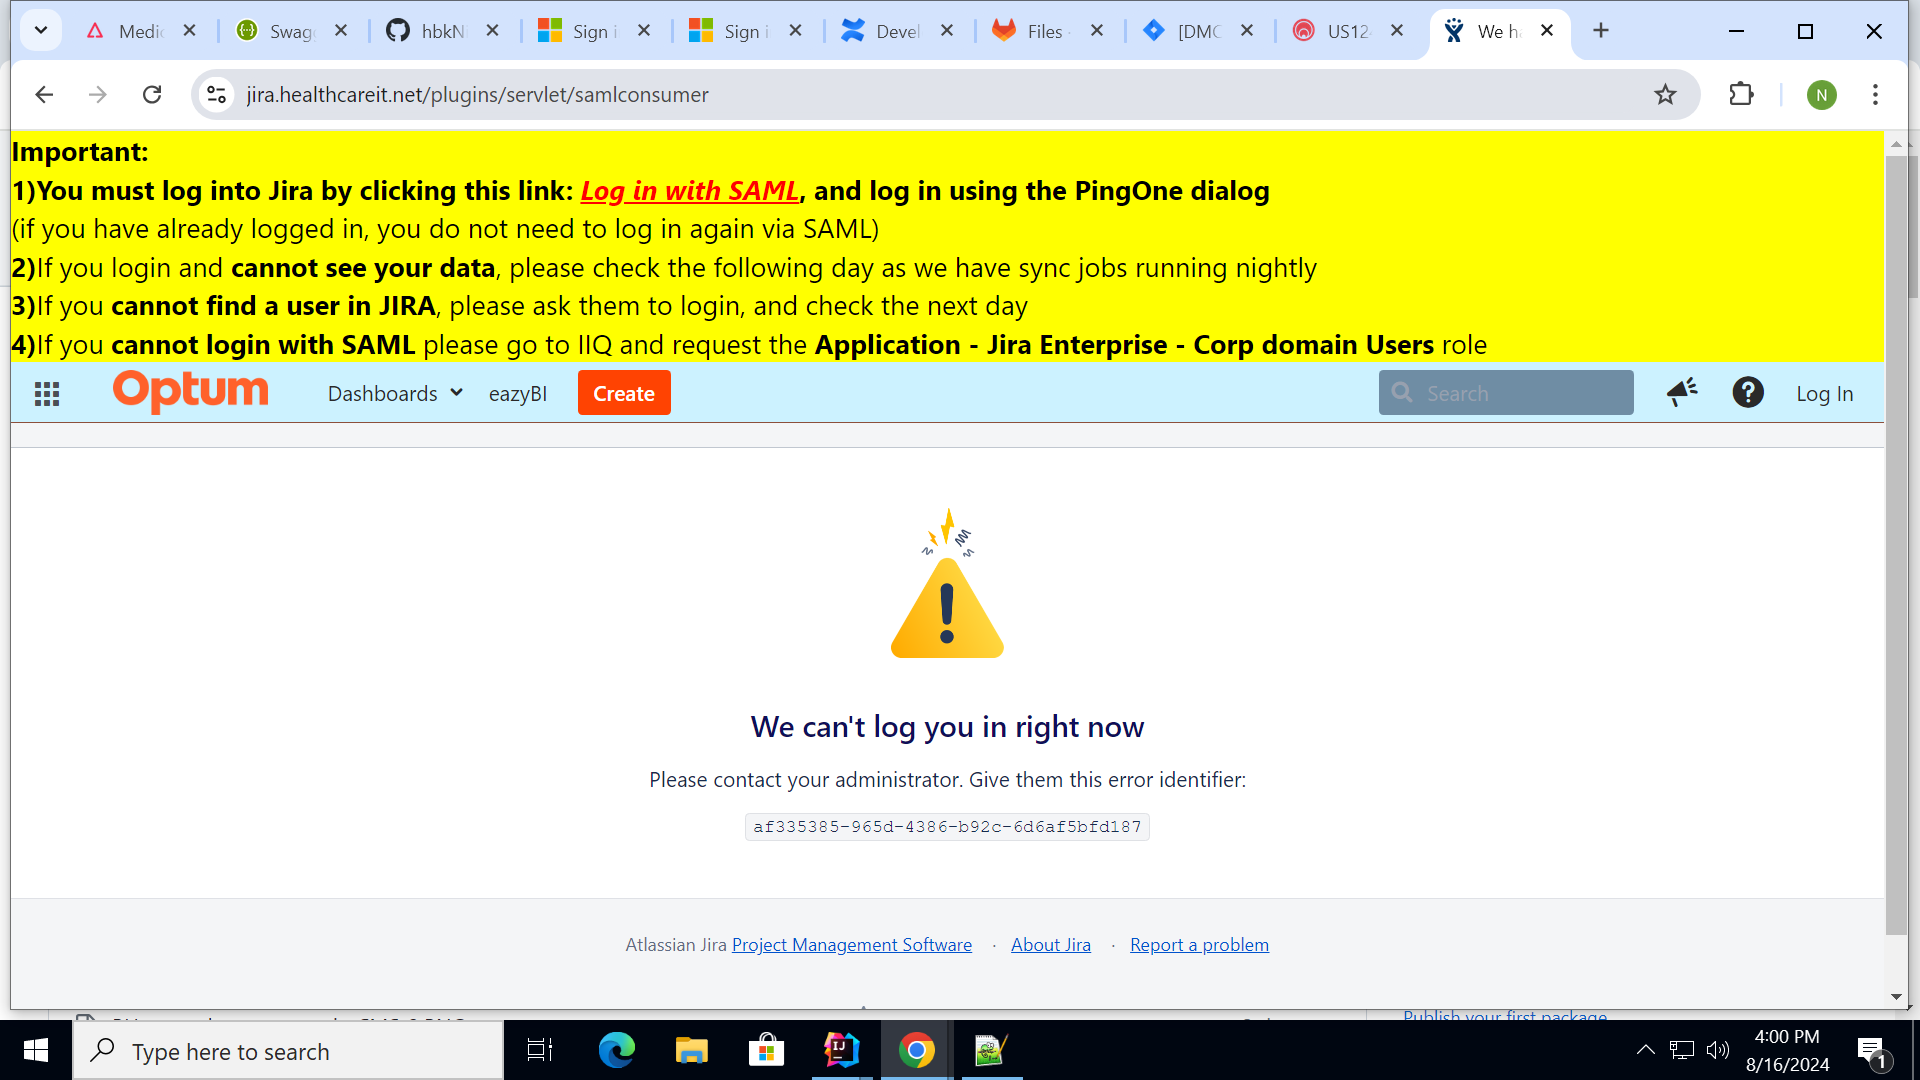 Medic
Swagg
hbkN
Sign i
Sign i
Devel
Files -
[DMC
US12
We ha
jira.healthcareit.net/plugins/servlet/samlconsumer
N
Important:
1)You must log into Jira by clicking this link: Log in with SAML, and log in using the PingOne dialog
(if you have already logged in, you do not need to log in again via SAML)
2)If you login and cannot see your data, please check the following day as we have sync jobs running nightly
3)If you cannot find a user in JIRA, please ask them to login, and check the next day
4)If you cannot login with SAML please go to IIQ and request the Application - Jira Enterprise - Corp domain Users role
Optum
Dashboards
eazyBI
Create
Search
Log In
We can't log you in right now
Please contact your administrator. Give them this error identifier:
af335385-965d-4386-b92c-6d6af5bfd187
Atlassian Jira Project Management Software · About Jira · Report a problem
Publish your first package
Type here to search
4:00 PM
8/16/2024
1